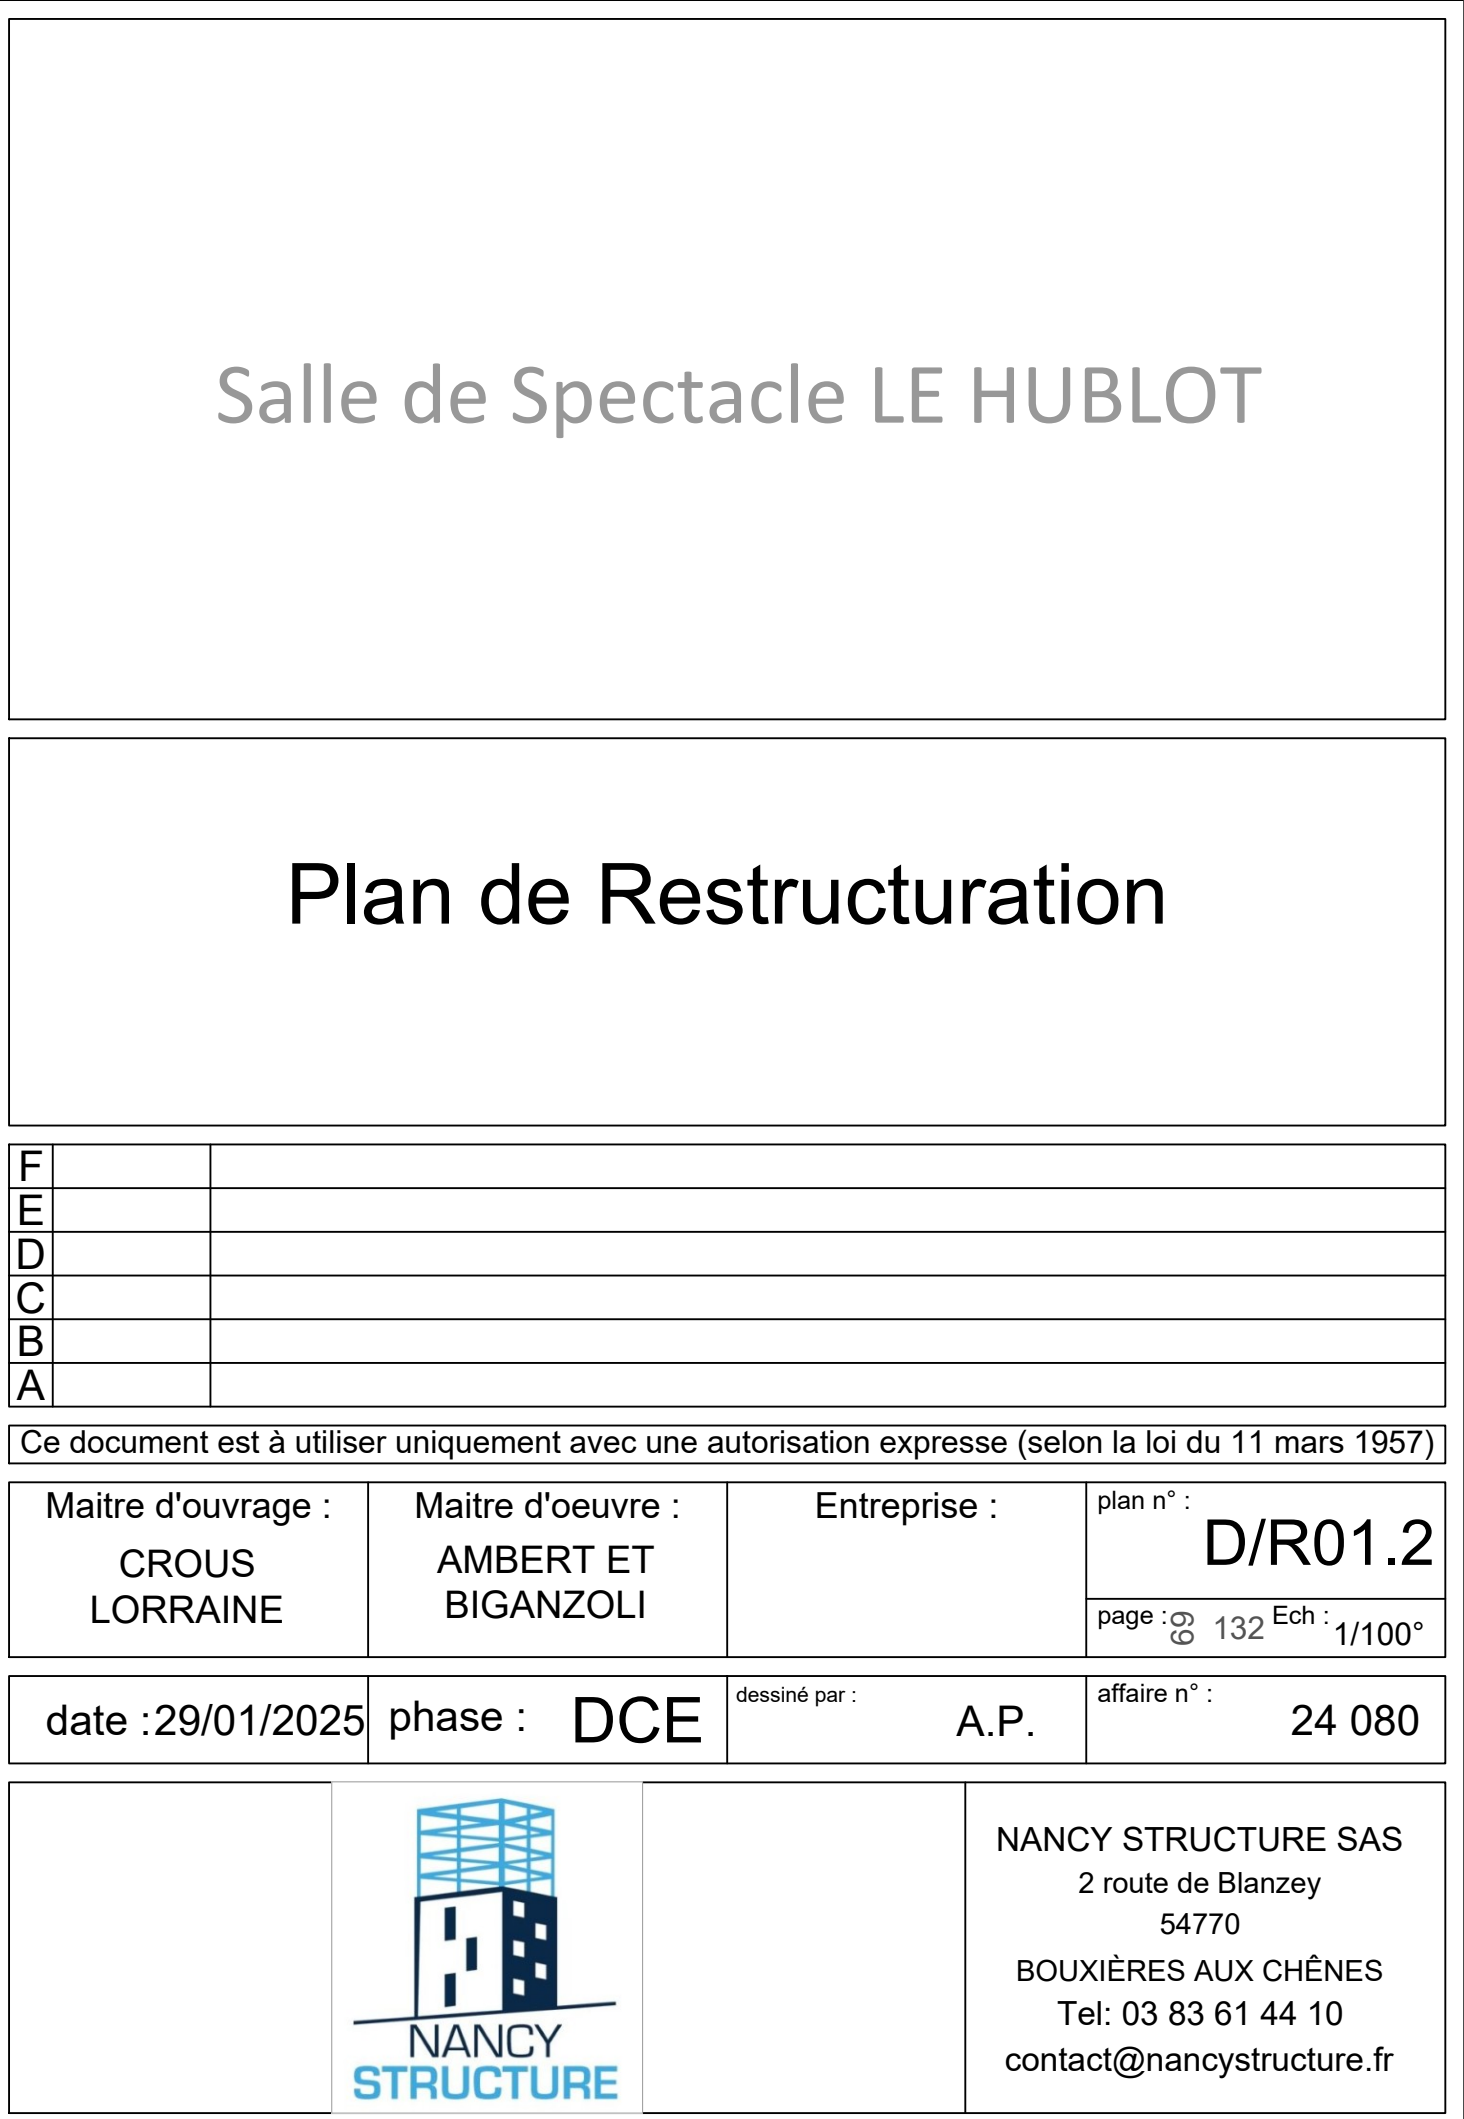 Salle de Spectacle LE HUBLOT
Plan de Restructuration
F
E
D
C
B
A
Ce document est à utiliser uniquement avec une autorisation expresse (selon la loi du 11 mars 1957)
Maitre d'ouvrage :
CROUS
LORRAINE
Maitre d'oeuvre :
AMBERT ET
BIGANZOLI
Entreprise :
plan n° :
D/R01.2
page : 69 132 Ech : 1/100°
date : 29/01/2025
phase : DCE
dessiné par :
A.P.
affaire n° :
24 080
NANCY
STRUCTURE
NANCY STRUCTURE SAS
2 route de Blanzey
54770
BOUXIÈRES AUX CHÊNES
Tel: 03 83 61 44 10
contact@nancystructure.fr